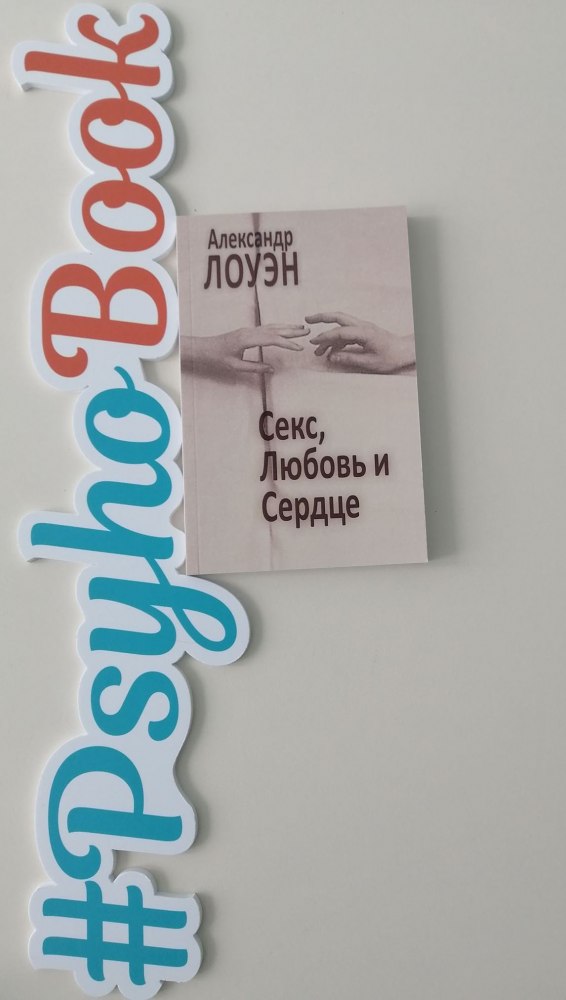 #PsyhoBook
Александр
ЛОУЭН
Секс,
Любовь и
Сердце